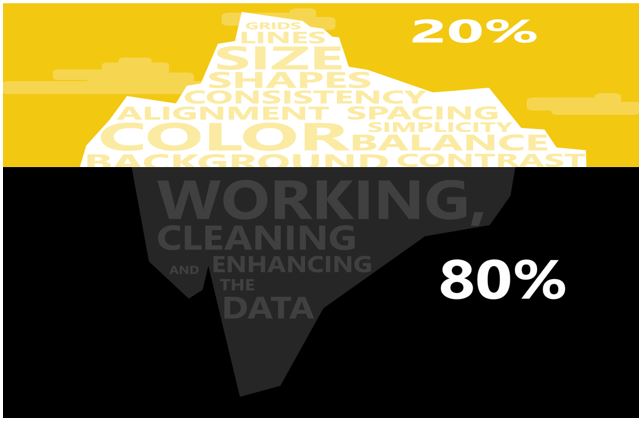 GRIDS
20%
LINES
SIZE
SHAPES
CONSISTENCY
ALIGNMENT SPACING
COLOR SIMPLICITY
BALANCE
BACKGROUND CONTRAST
WORKING,
CLEANING
AND ENHANCING
THE
DATA
80%